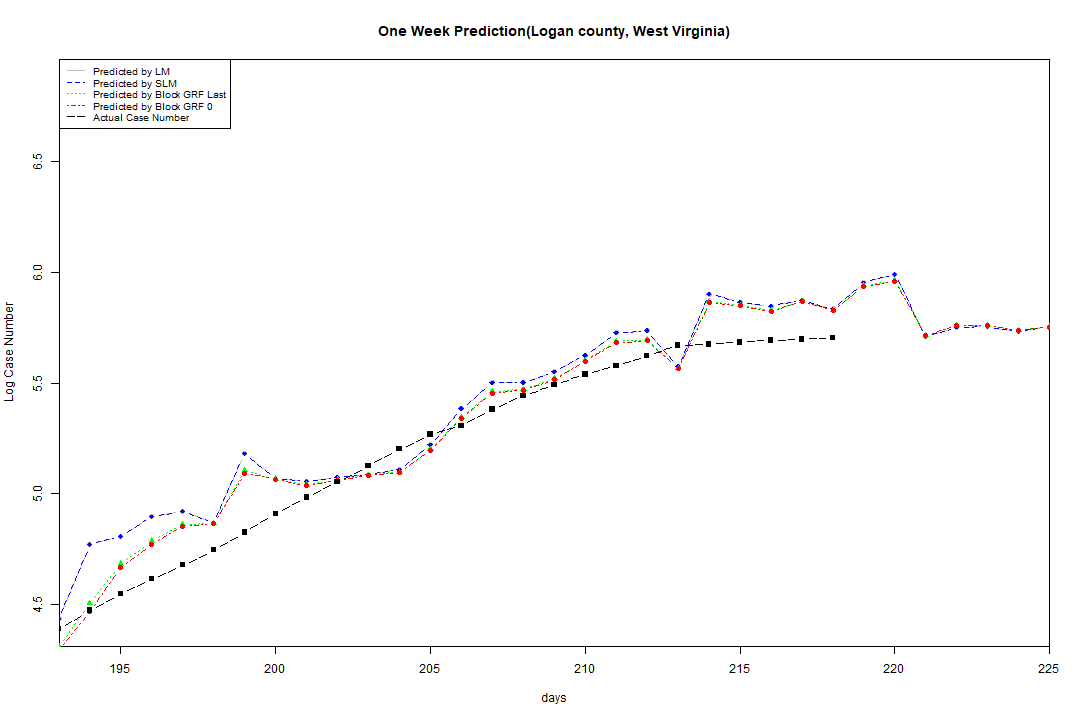 One Week Prediction(Logan county, West Virginia)
Predicted by LM
Predicted by SLM
Predicted by Block GRF Last
Predicted by Block GRF 0
Actual Case Number
6.5
6.0
5.5
5.0
4.5
Log Case Number
195 200 205 210 215 220 225
days